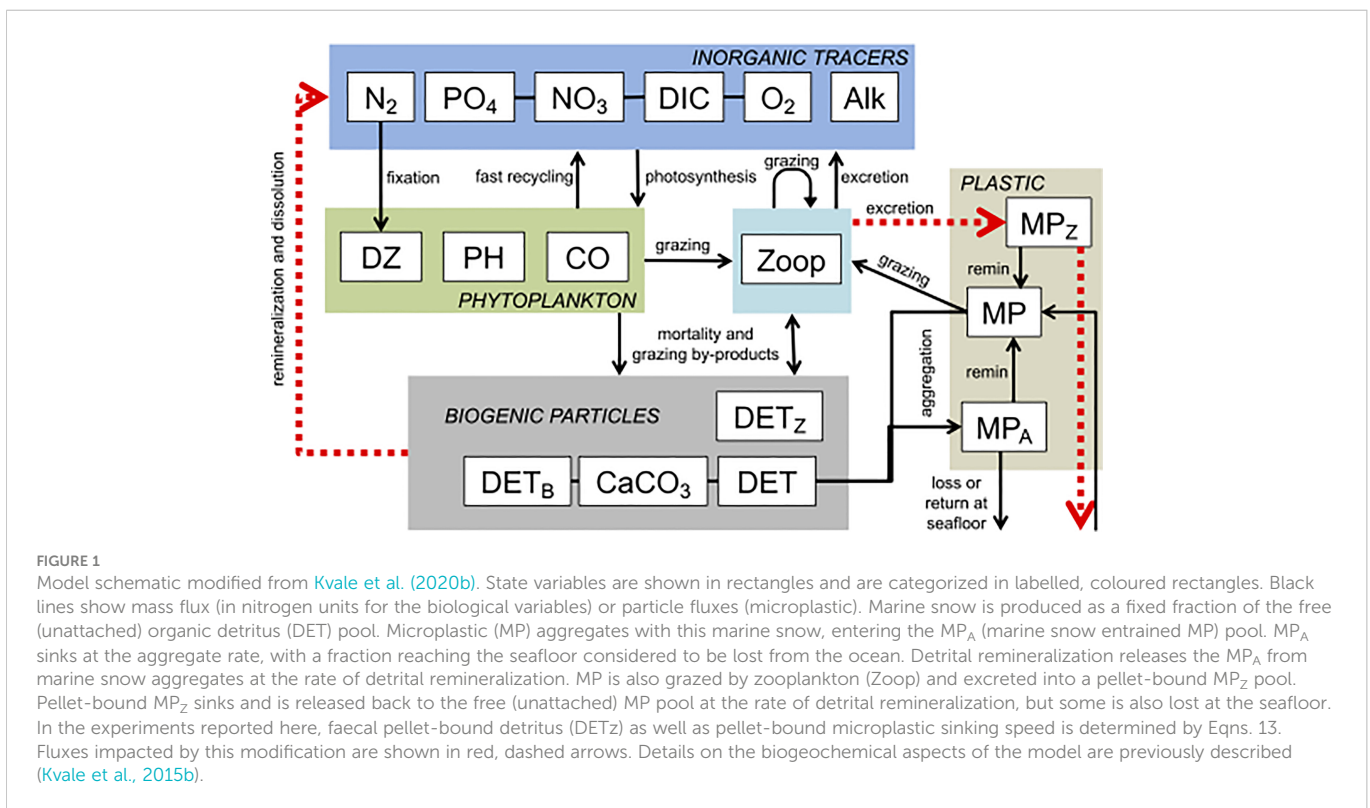 INORGANIC TRACERS
N₂ PO₄ NO₃ DIC O₂ Alk
remineralization and dissolution
fixation
fast recycling
photosynthesis
grazing
excretion
excretion
PLASTIC
MP_Z
DZ PH CO
PHYTOPLANKTON
grazing
Zoop
grazing
remin
MP
mortality and
grazing by-products
aggregation
remin
MP_A
BIOGENIC PARTICLES
DET_Z
DET_B CaCO₃ DET
loss or
return at
seafloor
FIGURE 1
Model schematic modified from Kvale et al. (2020b). State variables are shown in rectangles and are categorized in labelled, coloured rectangles. Black
lines show mass flux (in nitrogen units for the biological variables) or particle fluxes (microplastic). Marine snow is produced as a fixed fraction of the free
(unattached) organic detritus (DET) pool. Microplastic (MP) aggregates with this marine snow, entering the MP_A (marine snow entrained MP) pool. MP_A
sinks at the aggregate rate, with a fraction reaching the seafloor considered to be lost from the ocean. Detrital remineralization releases the MP_A from
marine snow aggregates at the rate of detrital remineralization. MP is also grazed by zooplankton (Zoop) and excreted into a pellet-bound MP_Z pool.
Pellet-bound MP_Z sinks and is released back to the free (unattached) MP pool at the rate of detrital remineralization, but some is also lost at the seafloor.
In the experiments reported here, faecal pellet-bound detritus (DETz) as well as pellet-bound microplastic sinking speed is determined by Eqns. 13.
Fluxes impacted by this modification are shown in red, dashed arrows. Details on the biogeochemical aspects of the model are previously described
(Kvale et al., 2015b).